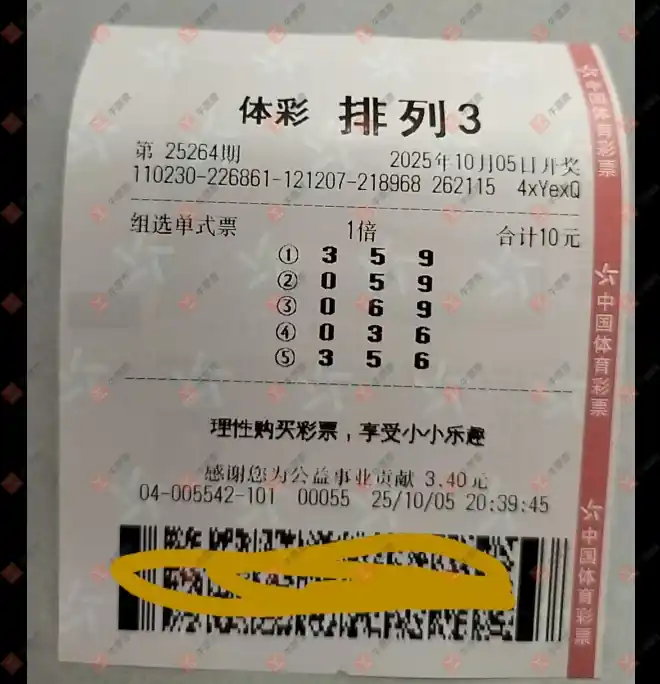 体彩 排列3
第 25264期 2025年10月05日开奖
110230-226861-121207-218968 262115 4xYexQ
组选单式票 1倍 合计10元
① 3 5 9
② 0 5 9
③ 0 6 9
④ 0 3 6
⑤ 3 5 6
理性购买彩票，享受小小乐趣
感谢您为公益事业贡献 3.40元
04-005542-101 00055 25/10/05 20:39:45
中国体育彩票
中国体育彩票
中国体育彩票